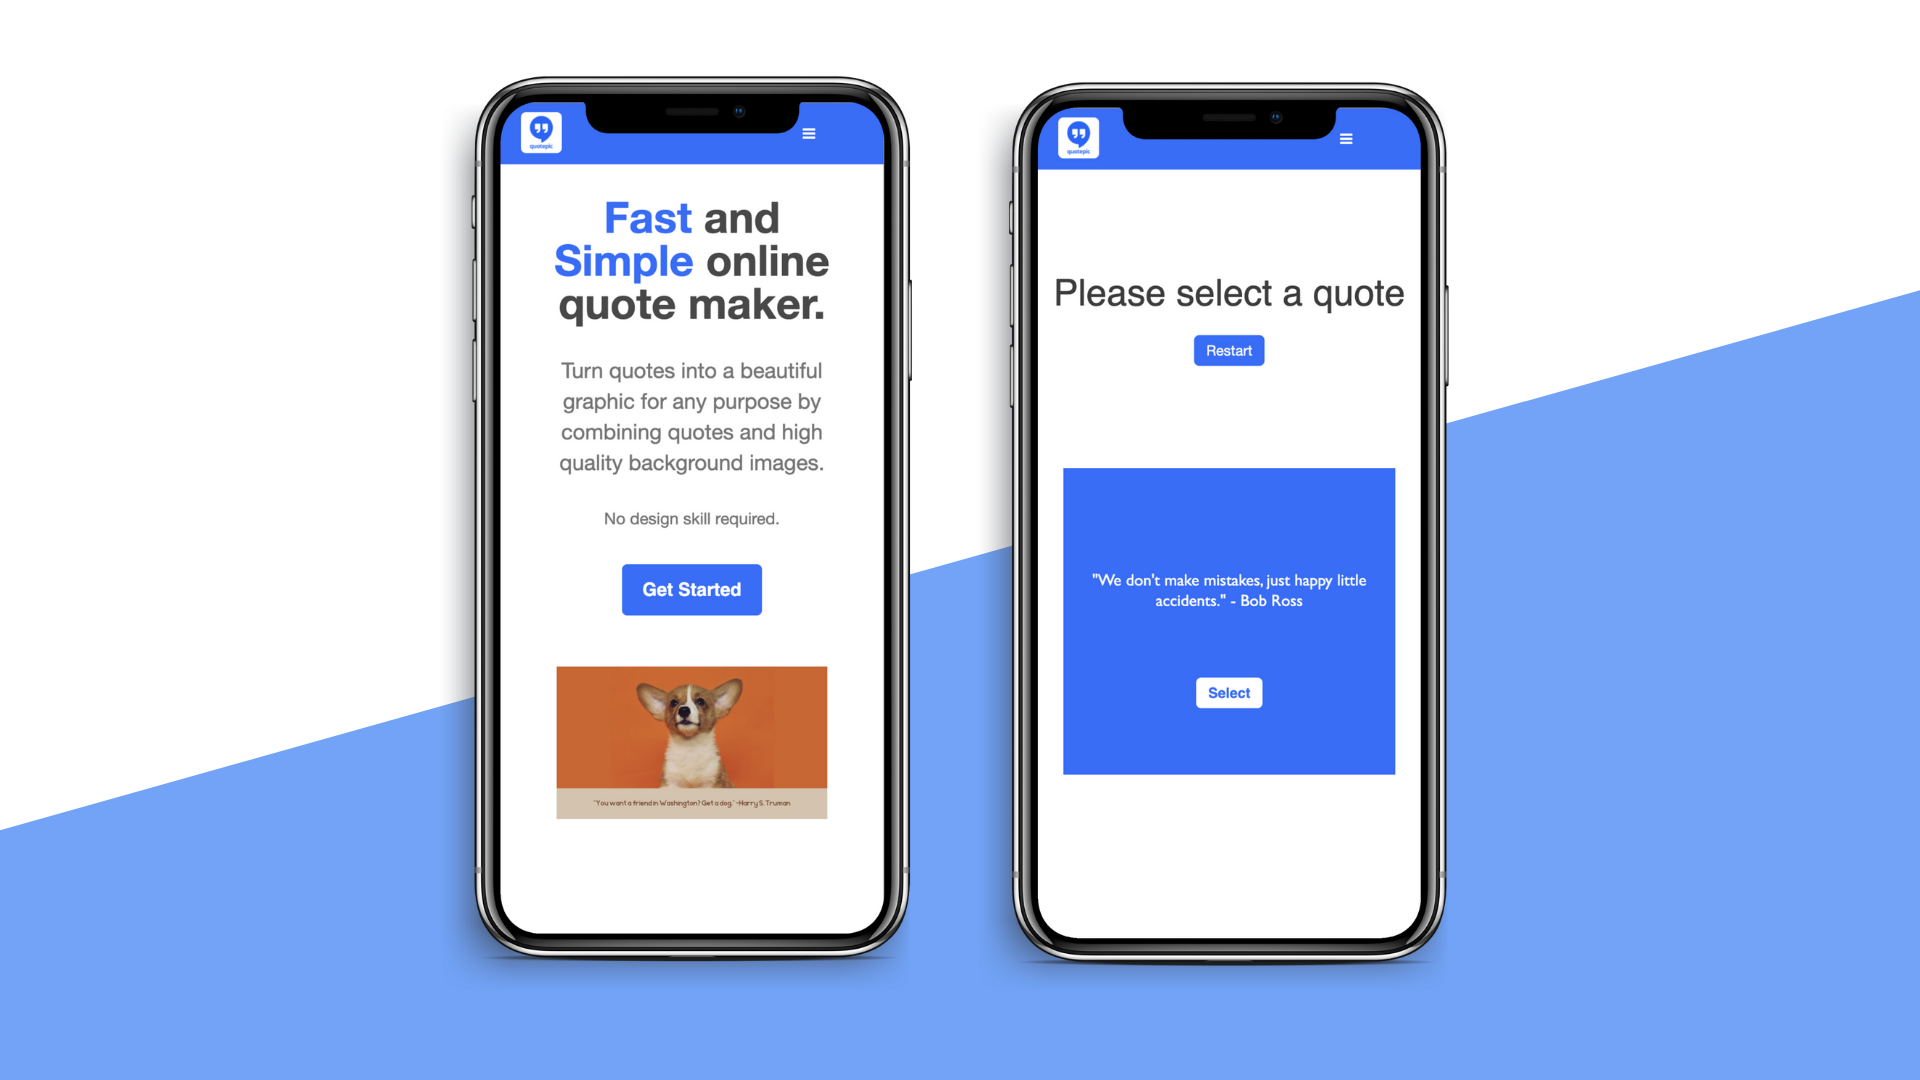 quotepic
Fast and
Simple online
quote maker.
Turn quotes into a beautiful
graphic for any purpose by
combining quotes and high
quality background images.
No design skill required.
Get Started
"You want a friend in Washington? Get a dog." -Harry S. Truman
quotepic
Please select a quote
Restart
"We don't make mistakes, just happy little
accidents." - Bob Ross
Select